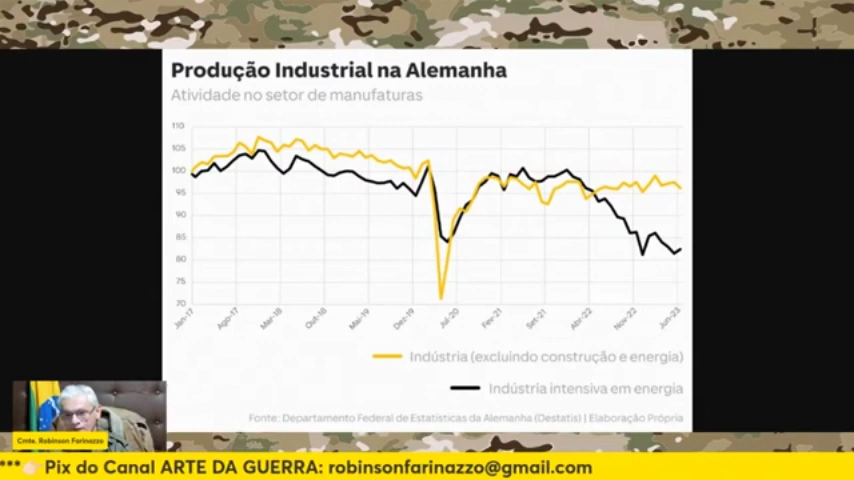 Produção Industrial na Alemanha
Atividade no setor de manufaturas
110
105
100
95
90
85
80
75
70
Jan-17
Ago-17
Mar-18
Out-18
Mai-19
Dez-19
Jul-20
Fev-21
Set-21
Abr-22
Nov-22
Jun-23
Indústria (excluindo construção e energia)
Indústria intensiva em energia
Fonte: Departamento Federal de Estatísticas da Alemanha (Destatis) | Elaboração Própria
Cmte. Robinson Farinazzo
*** 👉🏻 Pix do Canal ARTE DA GUERRA: robinsonfarinazzo@gmail.com